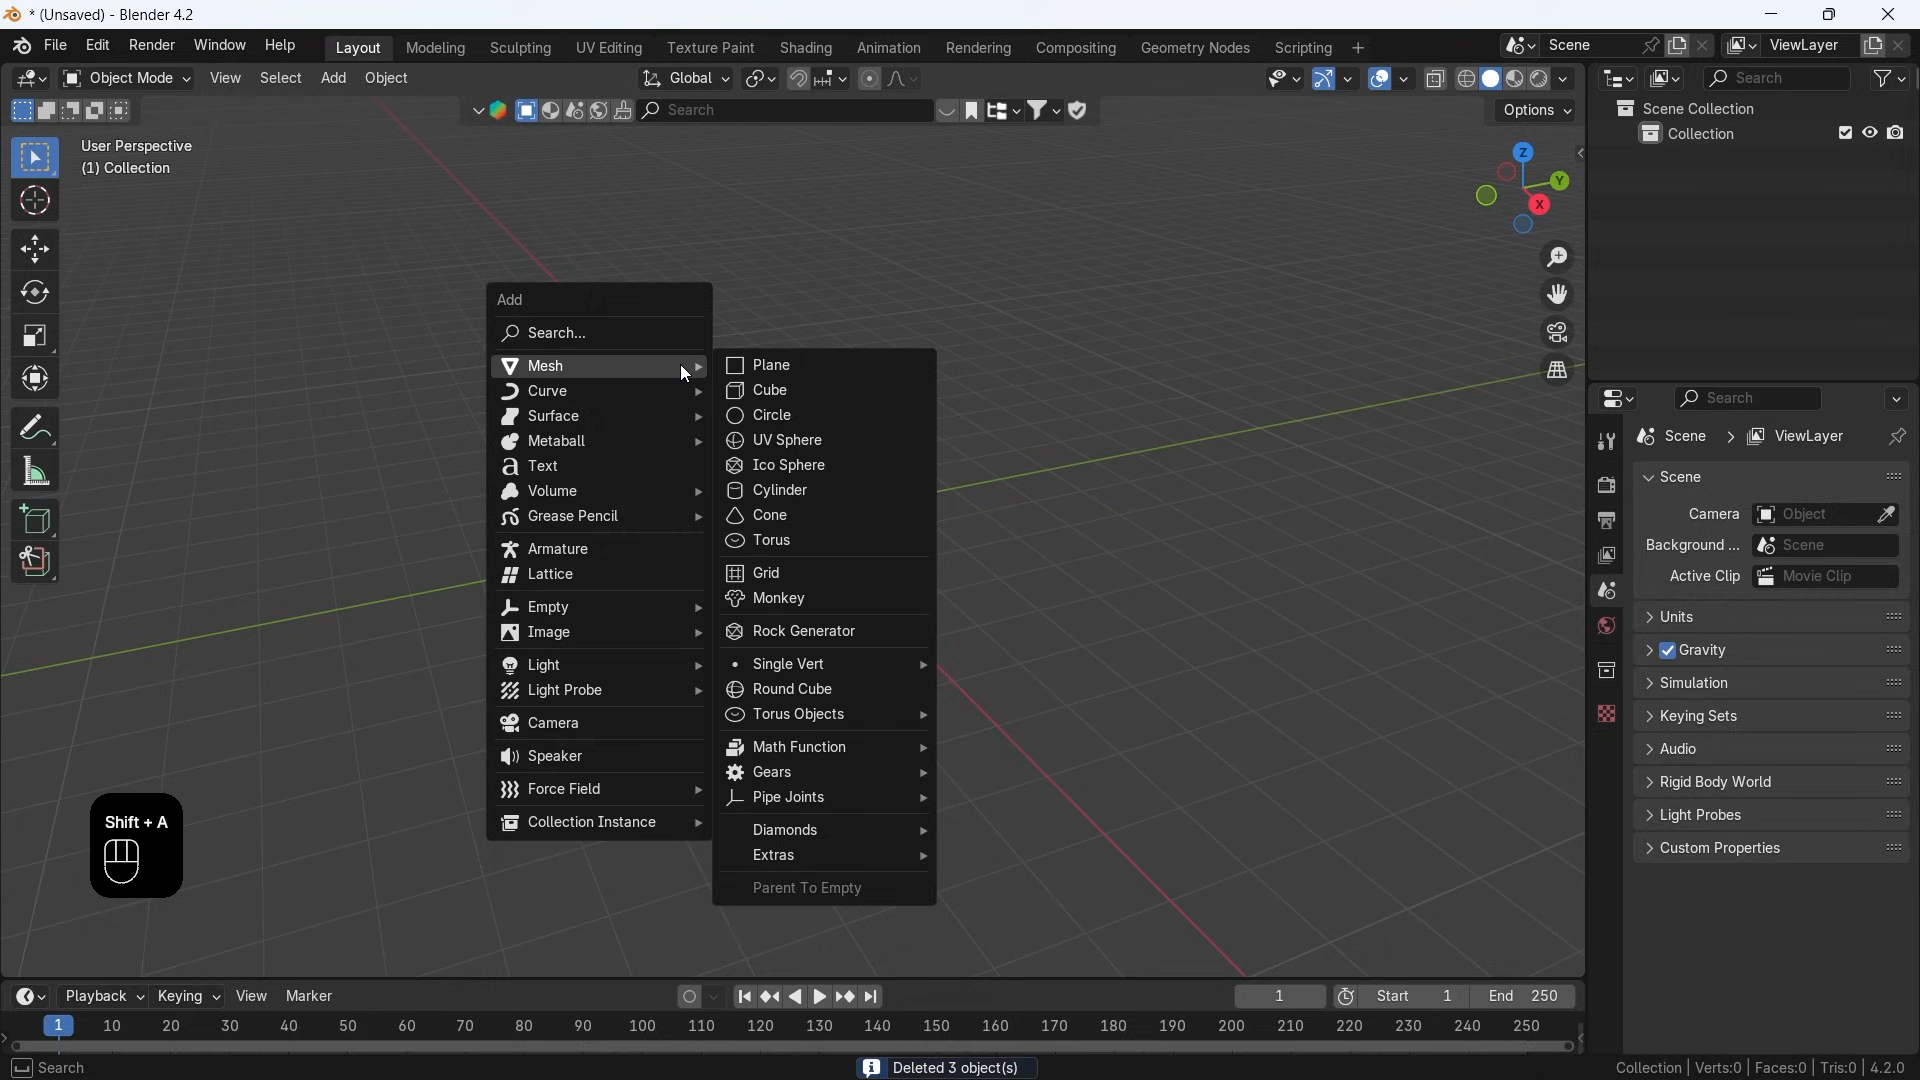 * (Unsaved) - Blender 4.2
File Edit Render Window Help Layout Modeling Sculpting UV Editing Texture Paint Shading Animation Rendering Compositing Geometry Nodes Scripting + Scene ViewLayer
Object Mode View Select Add Object Global Search
Search Options
User Perspective
(1) Collection
Scene Collection
Collection
Z
Y
X
Add
Search...
Mesh
Curve
Surface
Metaball
Text
Volume
Grease Pencil
Armature
Lattice
Empty
Image
Light
Light Probe
Camera
Speaker
Force Field
Collection Instance
Plane
Cube
Circle
UV Sphere
Ico Sphere
Cylinder
Cone
Torus
Grid
Monkey
Rock Generator
Single Vert
Round Cube
Torus Objects
Math Function
Gears
Pipe Joints
Diamonds
Extras
Parent To Empty
Search
Scene > ViewLayer
Scene
Camera Object
Background ... Scene
Active Clip Movie Clip
Units
Gravity
Simulation
Keying Sets
Audio
Rigid Body World
Light Probes
Custom Properties
Shift + A
Playback Keying View Marker 1 Start 1 End 250
1 10 20 30 40 50 60 70 80 90 100 110 120 130 140 150 160 170 180 190 200 210 220 230 240 250
Search Deleted 3 object(s) Collection | Verts:0 | Faces:0 | Tris:0 | 4.2.0